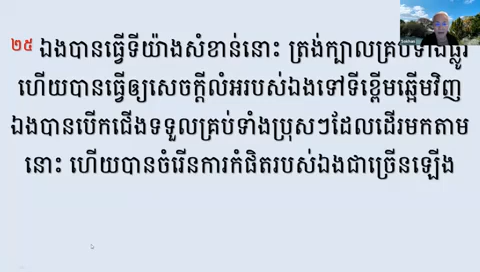 ២៥ ឯងបានធ្វើទីយ៉ាងសំខាន់នោះ ត្រង់ក្បាលគ្រប់ទាំងផ្លូវ
ហើយបានធ្វើឲ្យសេចក្ដីលំអរបស់ឯងទៅទីខ្ពើមឆ្អើមវិញ
ឯងបានបើកជើងទទួលគ្រប់ទាំងប្រុសៗដែលដើរមកតាម
នោះ ហើយបានចំរើនការកំផិតរបស់ឯងជាច្រើនឡើង